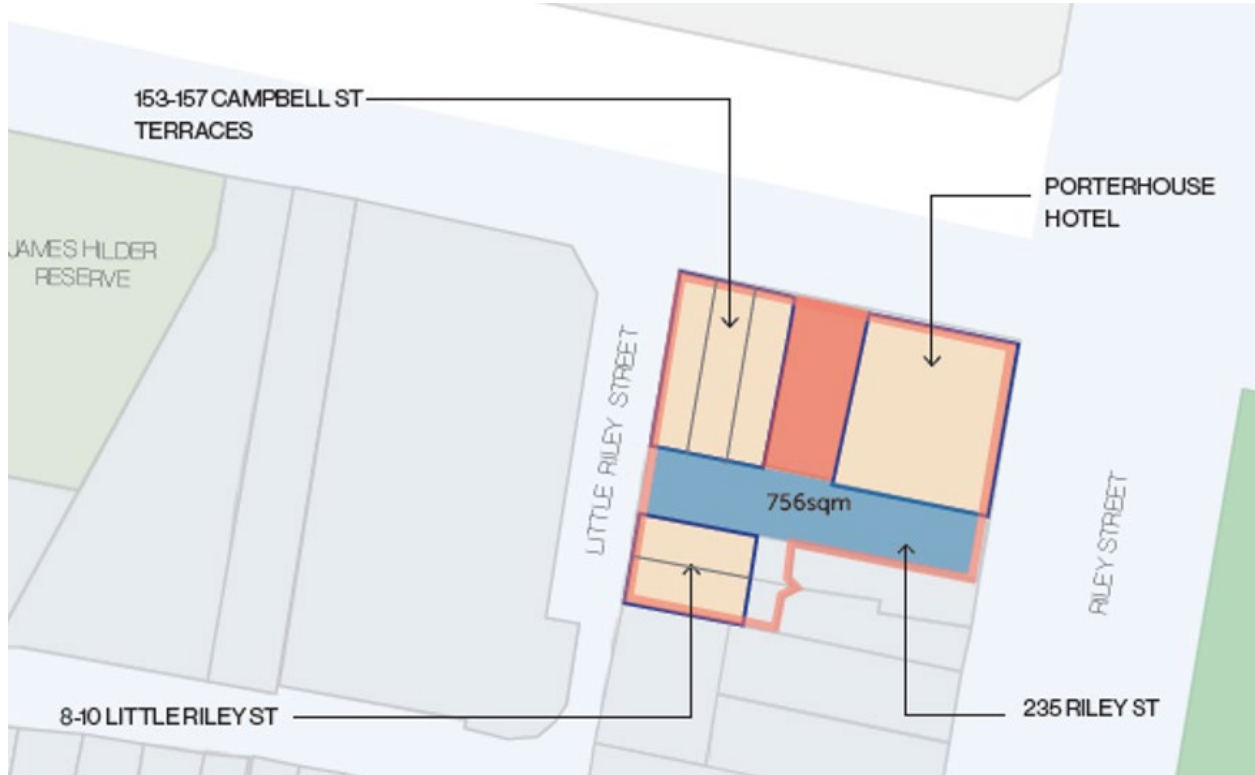 153-157 CAMPBELL ST
TERRACES
PORTERHOUSE
HOTEL
JAMES HILDER
RESERVE
LITTLE RILEY STREET
756sqm
RILEY STREET
8-10 LITTLE RILEY ST
235 RILEY ST